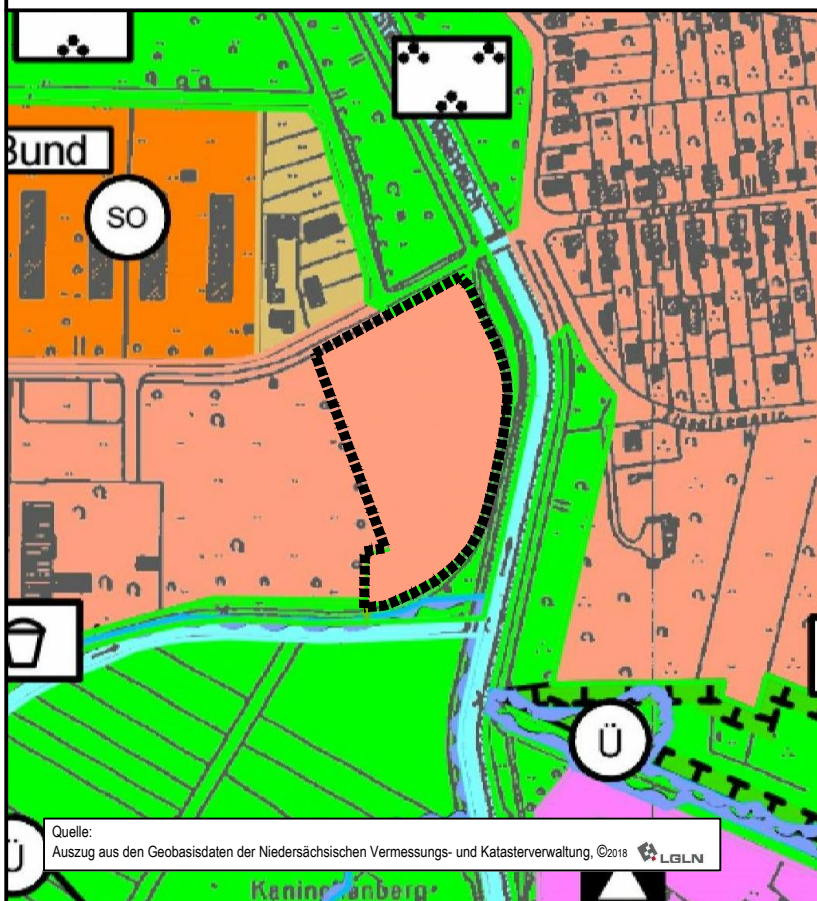 Bund
SO
Ü
Quelle:
Auszug aus den Geobasisdaten der Niedersächsischen Vermessungs- und Katasterverwaltung, ©2018 LGLN
Ü